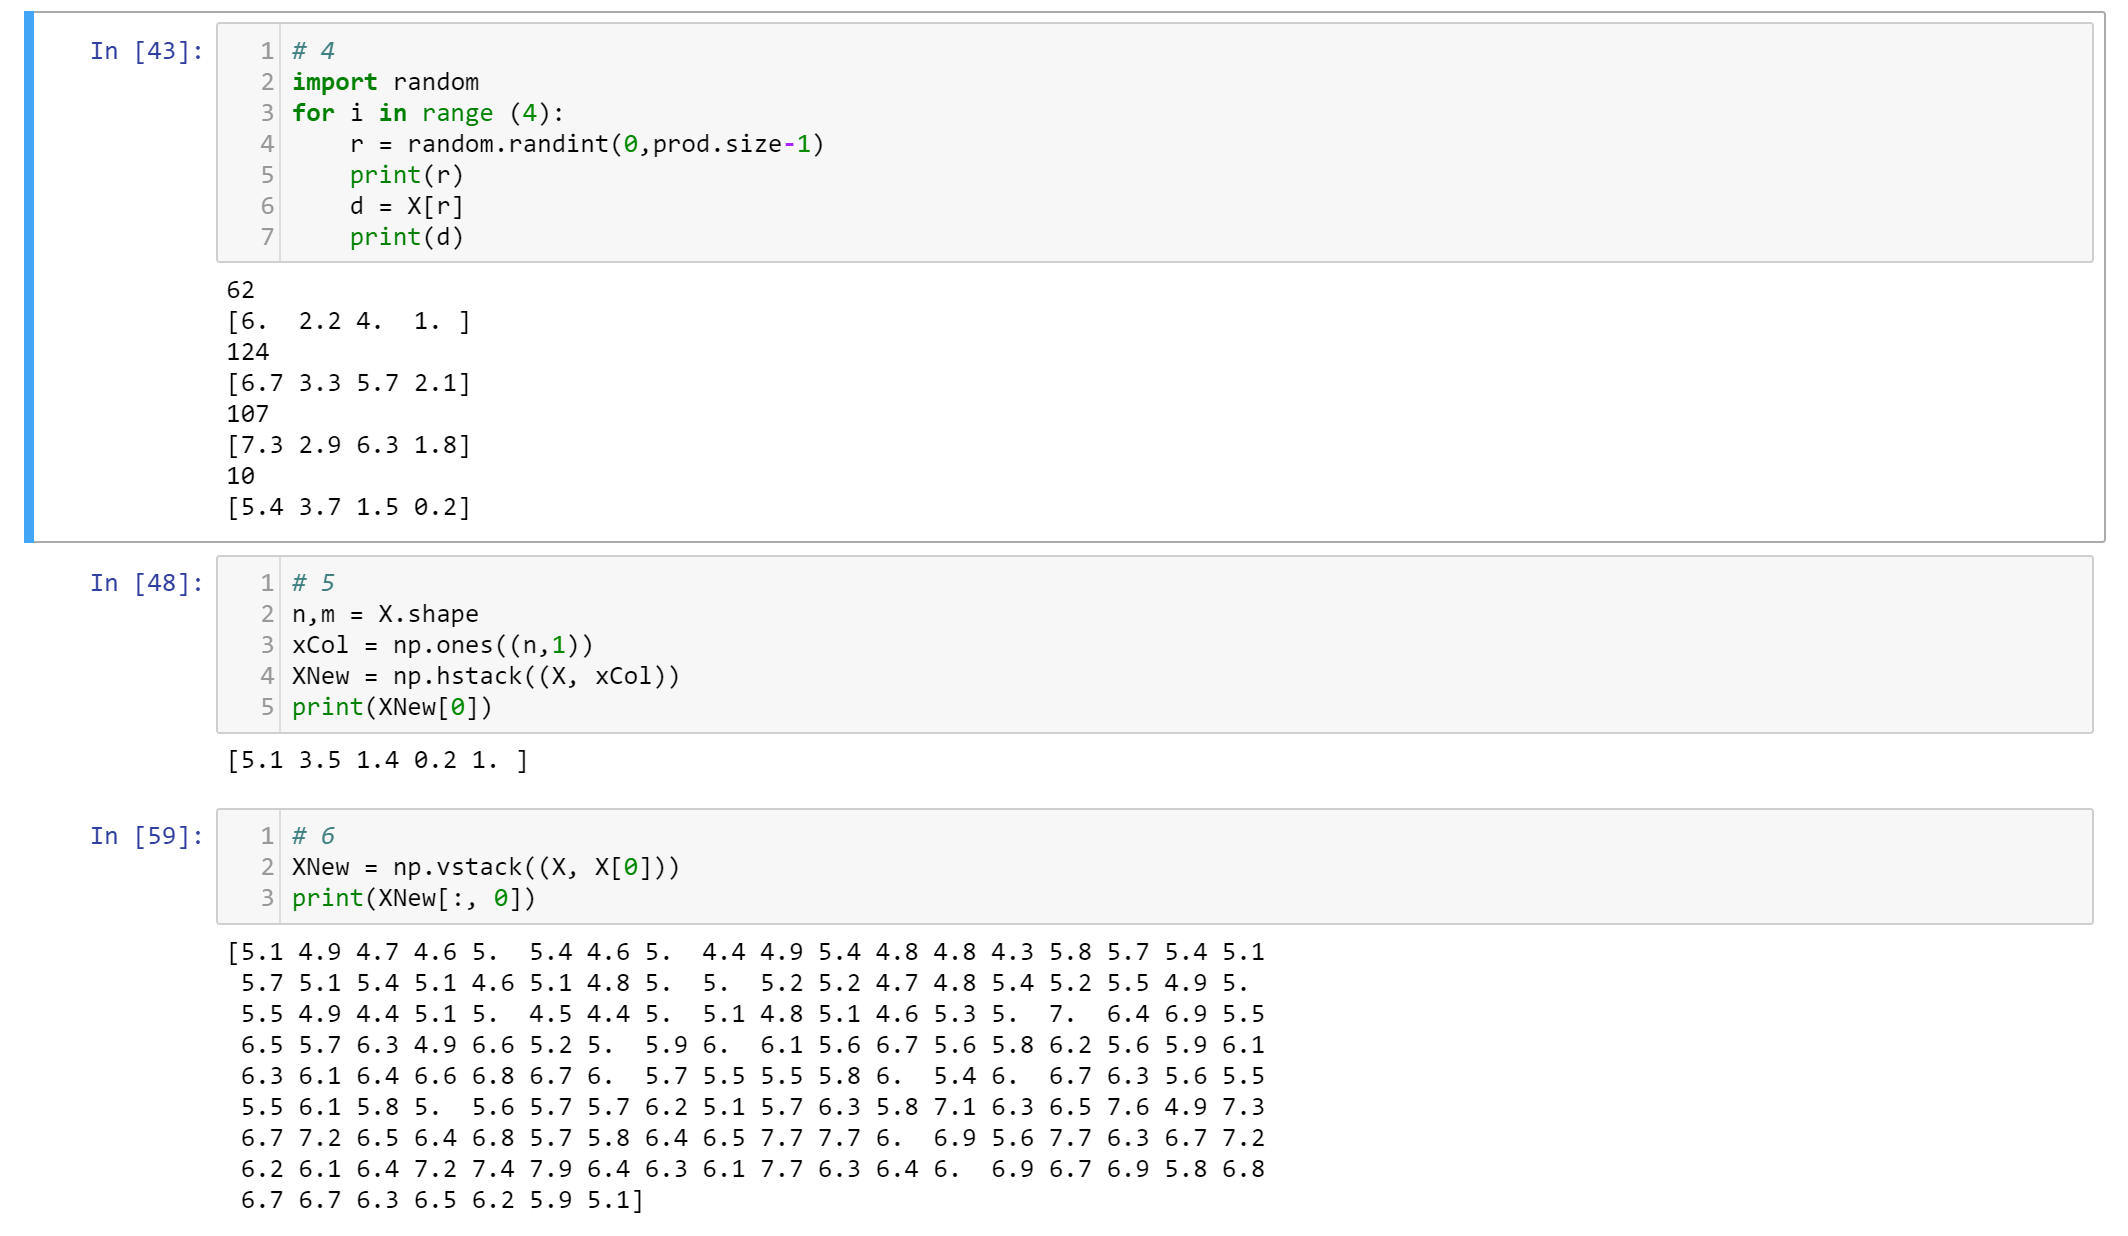 In [43]:
1 # 4
2 import random
3 for i in range (4):
4     r = random.randint(0,prod.size-1)
5     print(r)
6     d = X[r]
7     print(d)
62
[6.  2.2 4.  1. ]
124
[6.7 3.3 5.7 2.1]
107
[7.3 2.9 6.3 1.8]
10
[5.4 3.7 1.5 0.2]
In [48]:
1 # 5
2 n,m = X.shape
3 xCol = np.ones((n,1))
4 XNew = np.hstack((X, xCol))
5 print(XNew[0])
[5.1 3.5 1.4 0.2 1. ]
In [59]:
1 # 6
2 XNew = np.vstack((X, X[0]))
3 print(XNew[:, 0])
[5.1 4.9 4.7 4.6 5.  5.4 4.6 5.  4.4 4.9 5.4 4.8 4.8 4.3 5.8 5.7 5.4 5.1
 5.7 5.1 5.4 5.1 4.6 5.1 4.8 5.  5.  5.2 5.2 4.7 4.8 5.4 5.2 5.5 4.9 5.
 5.5 4.9 4.4 5.1 5.  4.5 4.4 5.  5.1 4.8 5.1 4.6 5.3 5.  7.  6.4 6.9 5.5
 6.5 5.7 6.3 4.9 6.6 5.2 5.  5.9 6.  6.1 5.6 6.7 5.6 5.8 6.2 5.6 5.9 6.1
 6.3 6.1 6.4 6.6 6.8 6.7 6.  5.7 5.5 5.5 5.8 6.  5.4 6.  6.7 6.3 5.6 5.5
 5.5 6.1 5.8 5.  5.6 5.7 5.7 6.2 5.1 5.7 6.3 5.8 7.1 6.3 6.5 7.6 4.9 7.3
 6.7 7.2 6.5 6.4 6.8 5.7 5.8 6.4 6.5 7.7 7.7 6.  6.9 5.6 7.7 6.3 6.7 7.2
 6.2 6.1 6.4 7.2 7.4 7.9 6.4 6.3 6.1 7.7 6.3 6.4 6.  6.9 6.7 6.9 5.8 6.8
 6.7 6.7 6.3 6.5 6.2 5.9 5.1]